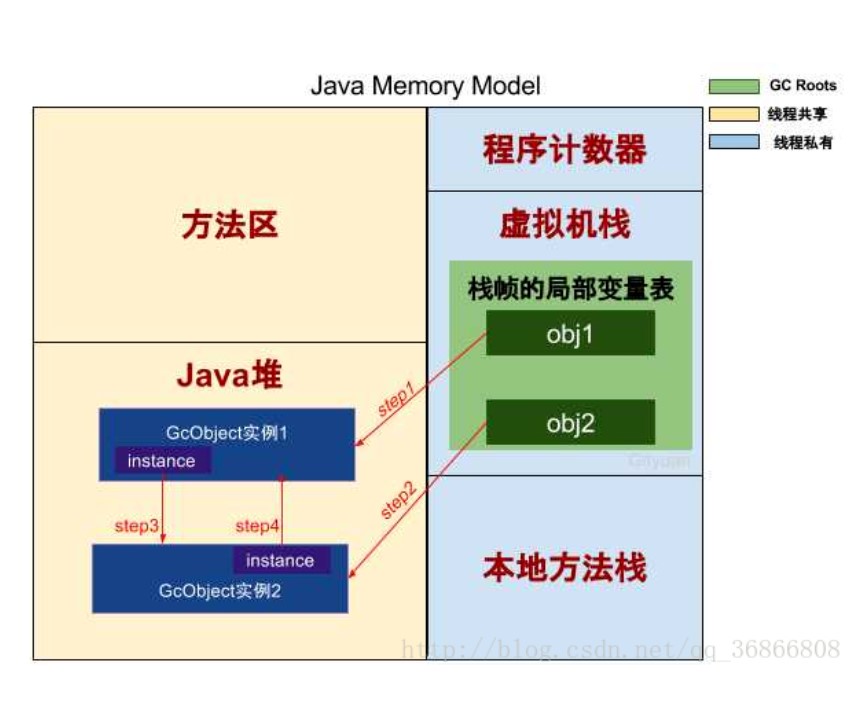 Java Memory Model
GC Roots
线程共享
线程私有
方法区
程序计数器
虚拟机栈
栈帧的局部变量表
obj1
obj2
Gityuan
Java堆
GcObject实例1
instance
step1
step2
step3
step4
instance
GcObject实例2
本地方法栈
http://blog.csdn.net/qq_36866808